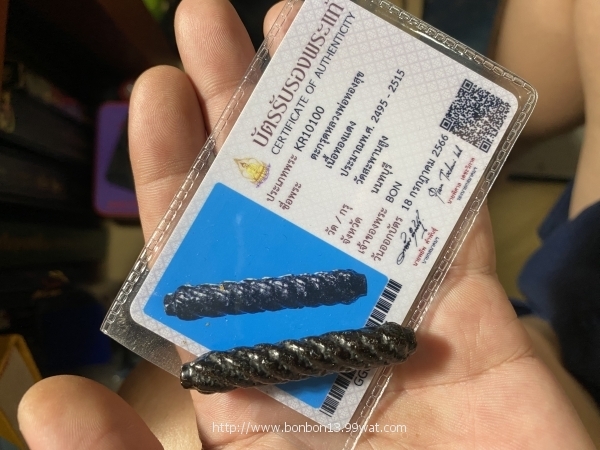 บัตรรับรองพระแท้
CERTIFICATE OF AUTHENTICITY
ประเภทพระ KR10100
ชื่อพระ ตะกรุดหลวงพ่อทองสุข
เนื้อทองแดง
ประมาณพ.ศ. 2495 - 2515
วัด / กรุ วัดสะพานสูง
จังหวัด นนทบุรี
เจ้าของพระ BON
วันออกบัตร 18 กรกฎาคม 2566
GG
http://www.bonbon13.99wat.com